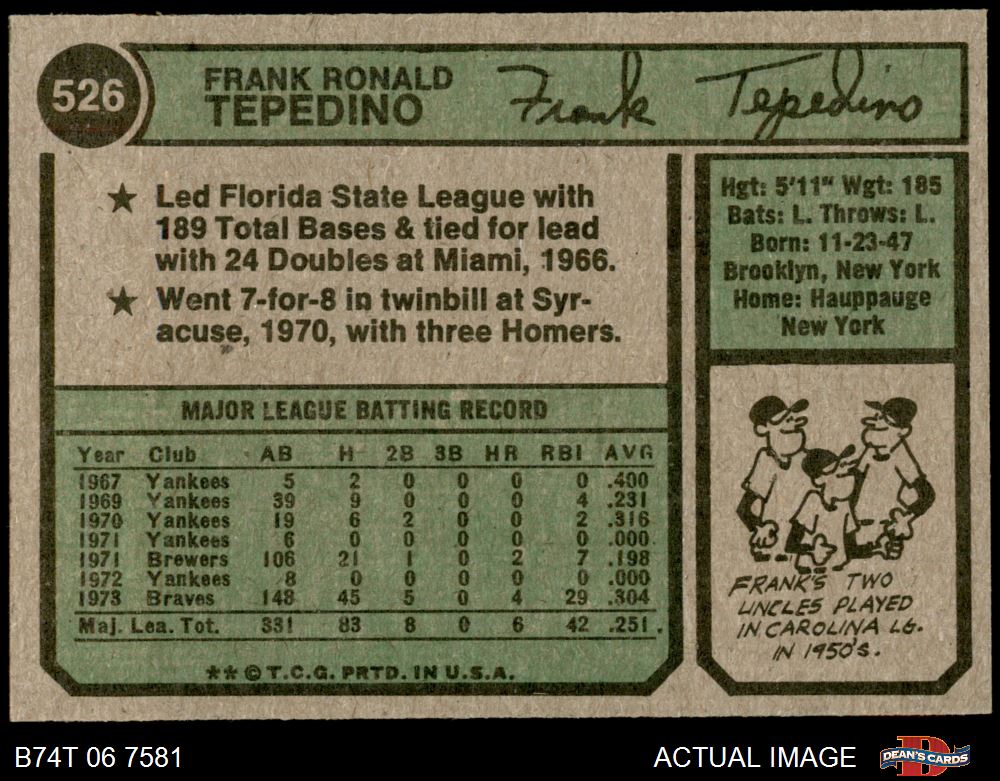 526
FRANK RONALD
TEPEDINO
Frank Tepedino
★ Led Florida State League with
189 Total Bases & tied for lead
with 24 Doubles at Miami, 1966.
★ Went 7-for-8 in twinbill at Syr-
acuse, 1970, with three Homers.
MAJOR LEAGUE BATTING RECORD
Year Club AB H 2B 3B HR RBI AVG
1967 Yankees 5 2 0 0 0 0 .400
1969 Yankees 39 9 0 0 0 4 .231
1970 Yankees 19 6 2 0 0 2 .316
1971 Yankees 6 0 0 0 0 0 .000
1971 Brewers 106 21 1 0 2 7 .198
1972 Yankees 8 0 0 0 0 0 .000
1973 Braves 148 45 5 0 4 29 .304
Maj. Lea. Tot. 331 83 8 0 6 42 .251
** © T.C.G. PRTD. IN U.S.A.
Hgt: 5'11" Wgt: 185
Bats: L. Throws: L.
Born: 11-23-47
Brooklyn, New York
Home: Hauppauge
New York
FRANK'S TWO
UNCLES PLAYED
IN CAROLINA LG.
IN 1950'S.
B74T 06 7581
ACTUAL IMAGE
DEAN'S CARDS